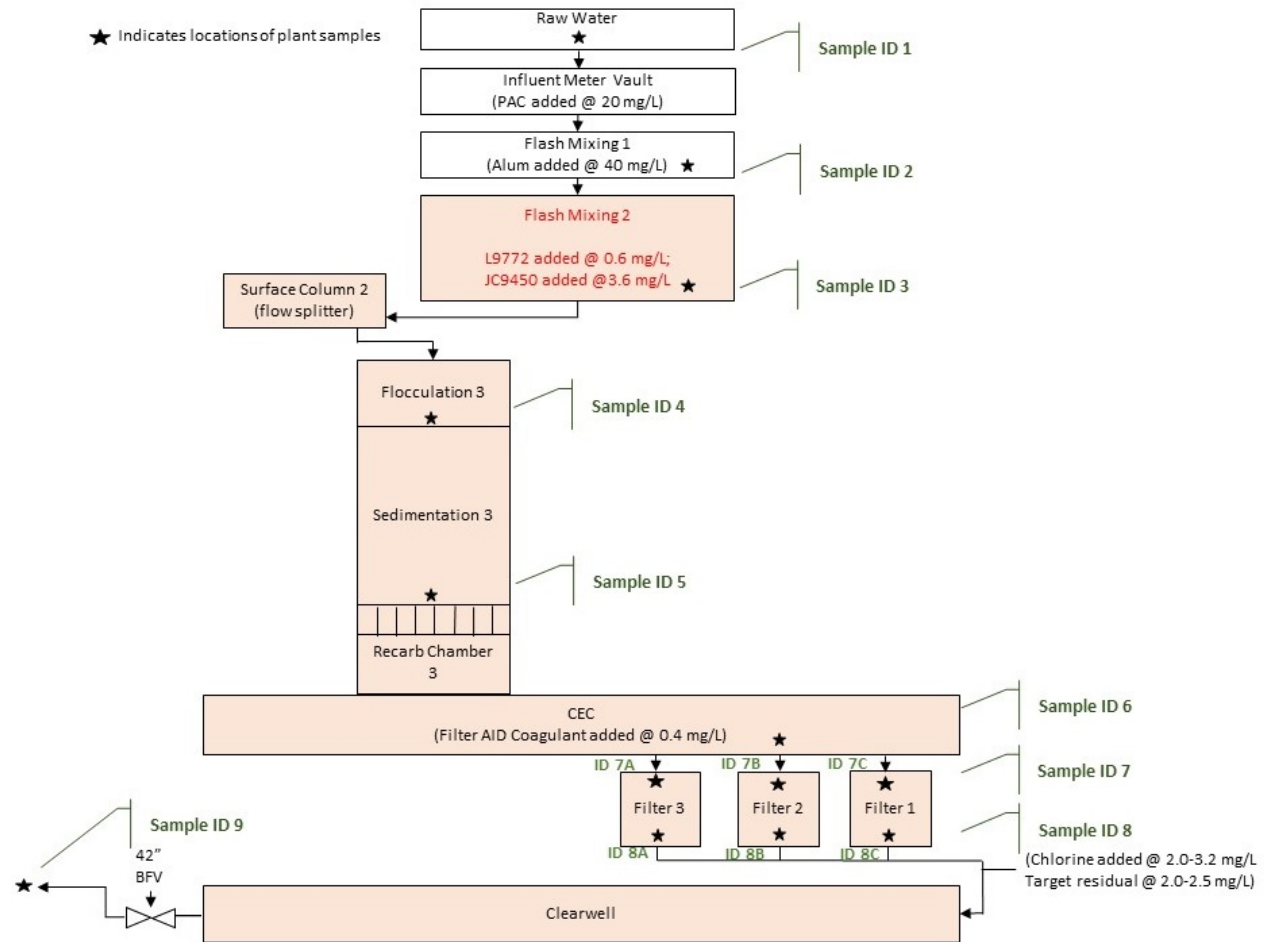 Raw Water
Indicates locations of plant samples
Sample ID 1
Influent Meter Vault
(PAC added @ 20 mg/L)
Flash Mixing 1
(Alum added @ 40 mg/L)
Sample ID 2
Flash Mixing 2
L9772 added @ 0.6 mg/L;
JC9450 added @3.6 mg/L
Sample ID 3
Surface Column 2
(flow splitter)
Flocculation 3
Sample ID 4
Sedimentation 3
Sample ID 5
Recarb Chamber
3
CEC
(Filter AID Coagulant added @ 0.4 mg/L)
Sample ID 6
ID 7A
ID 7B
ID 7C
Sample ID 7
Filter 3
Filter 2
Filter 1
Sample ID 8
ID 8A
ID 8B
ID 8C
(Chlorine added @ 2.0-3.2 mg/L
Target residual @ 2.0-2.5 mg/L)
Sample ID 9
42”
BFV
Clearwell